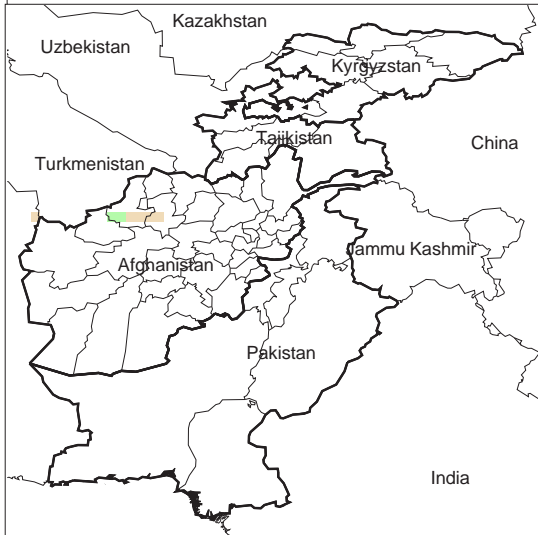 Kazakhstan
Uzbekistan
Kyrgyzstan
Tajikistan
China
Turkmenistan
Jammu Kashmir
Afghanistan
Pakistan
India